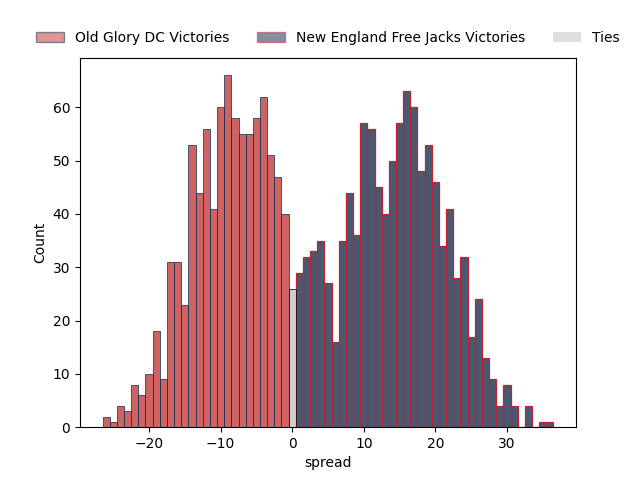 Old Glory DC Victories New England Free Jacks Victories Ties
60
50
40
30
20
10
0
Count
−20 −10 0 10 20 30
spread